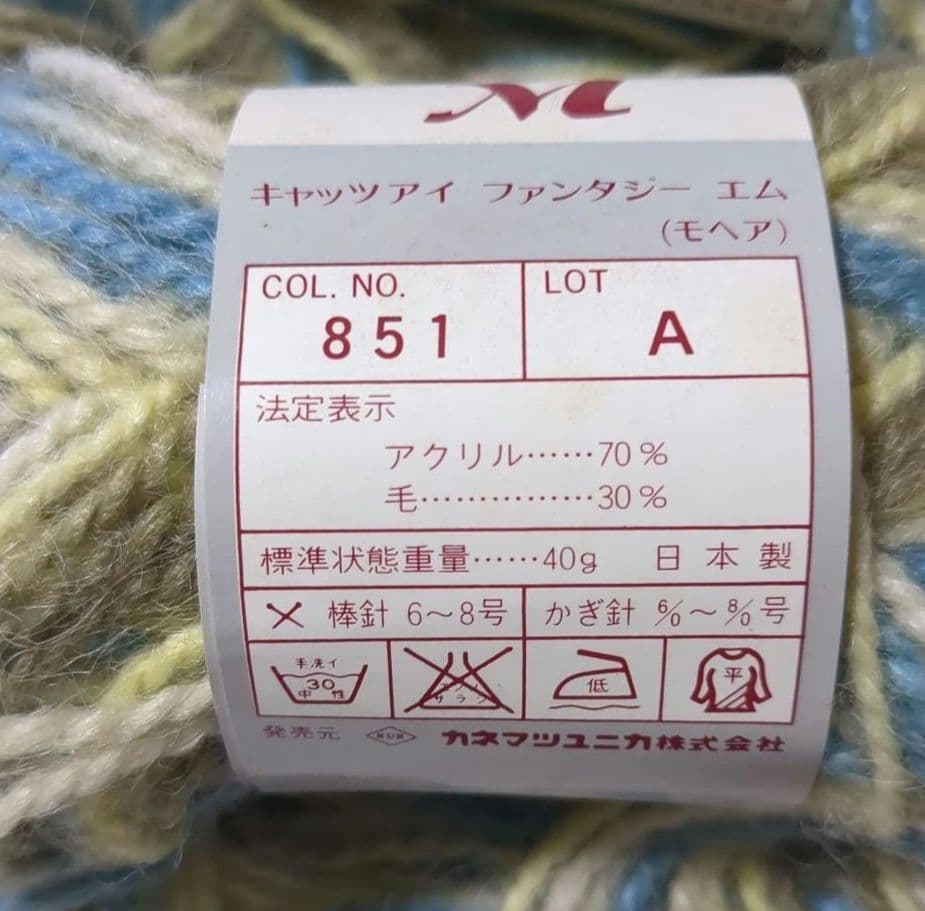 M
キャッツアイ ファンタジー エム
(モヘア)
COL. NO. LOT
851 A
法定表示
アクリル……70%
毛……………30%
標準状態重量……40g 日本製
棒針 6〜8号 かぎ針 6/0〜8/0号
手洗イ
30 低 平
中性
発売元 カネマツユニカ株式会社